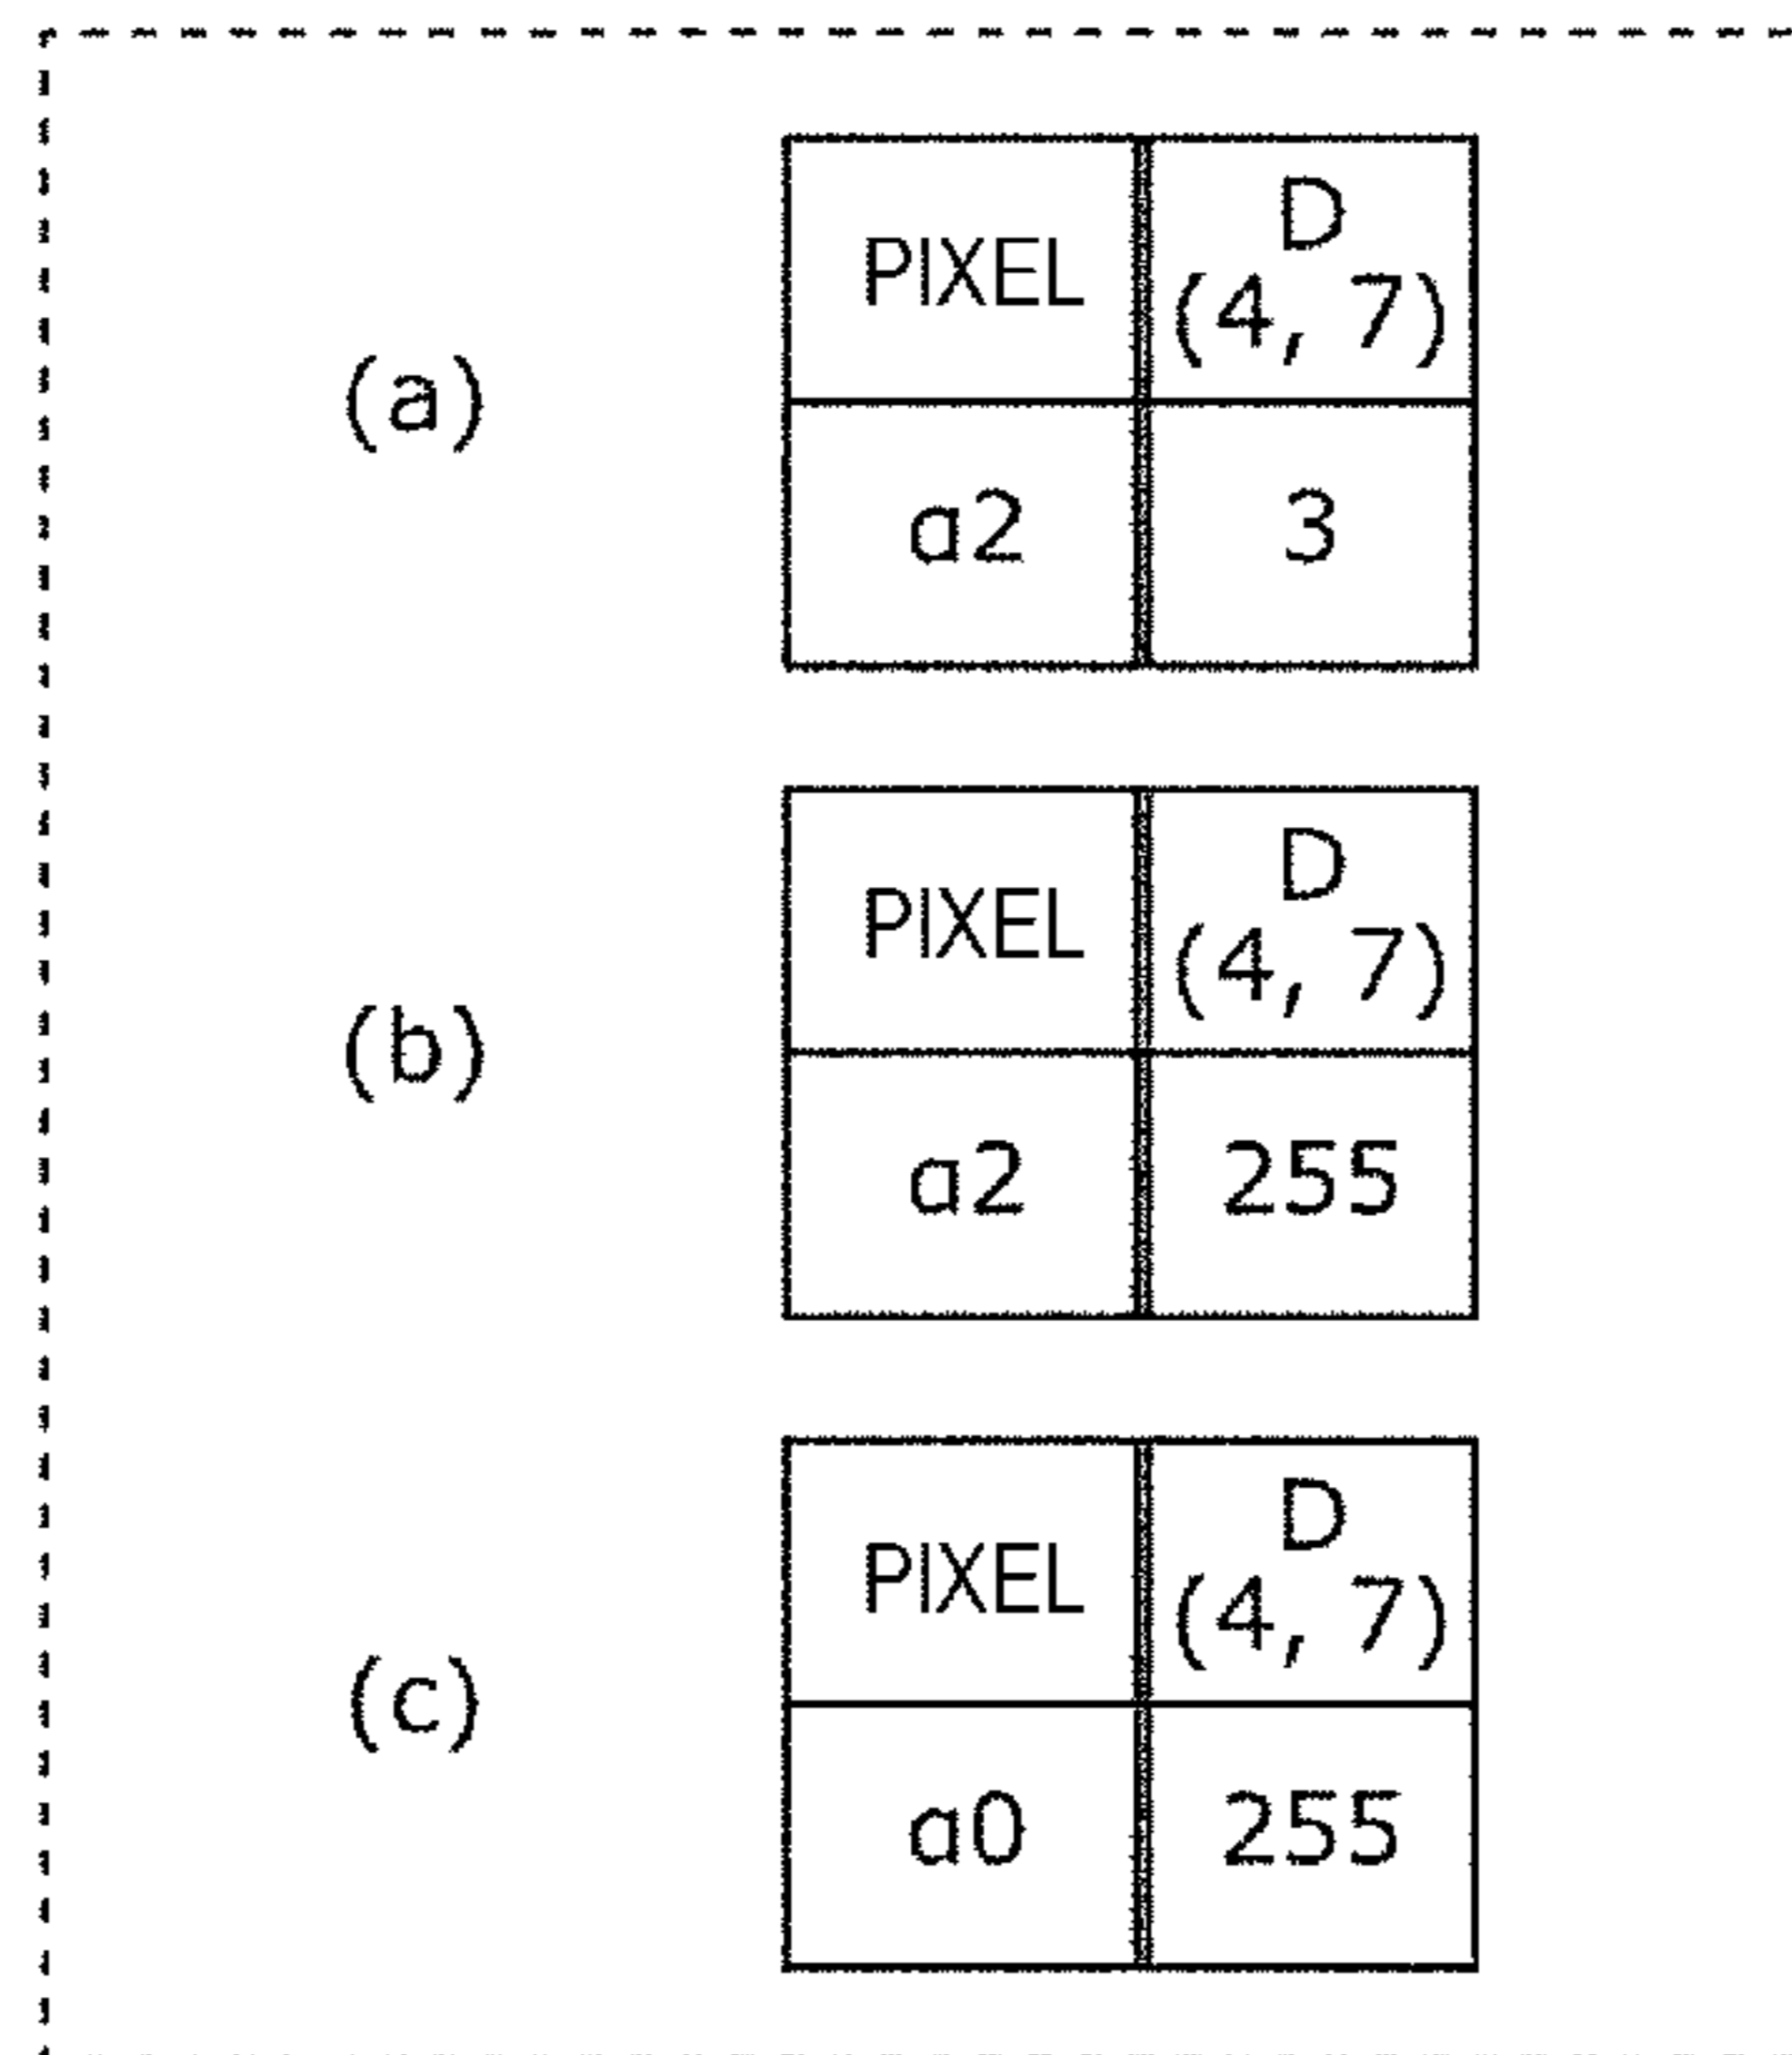 (a)
PIXEL
D
(4, 7)
a2
3
(b)
PIXEL
D
(4, 7)
a2
255
(c)
PIXEL
D
(4, 7)
a0
255